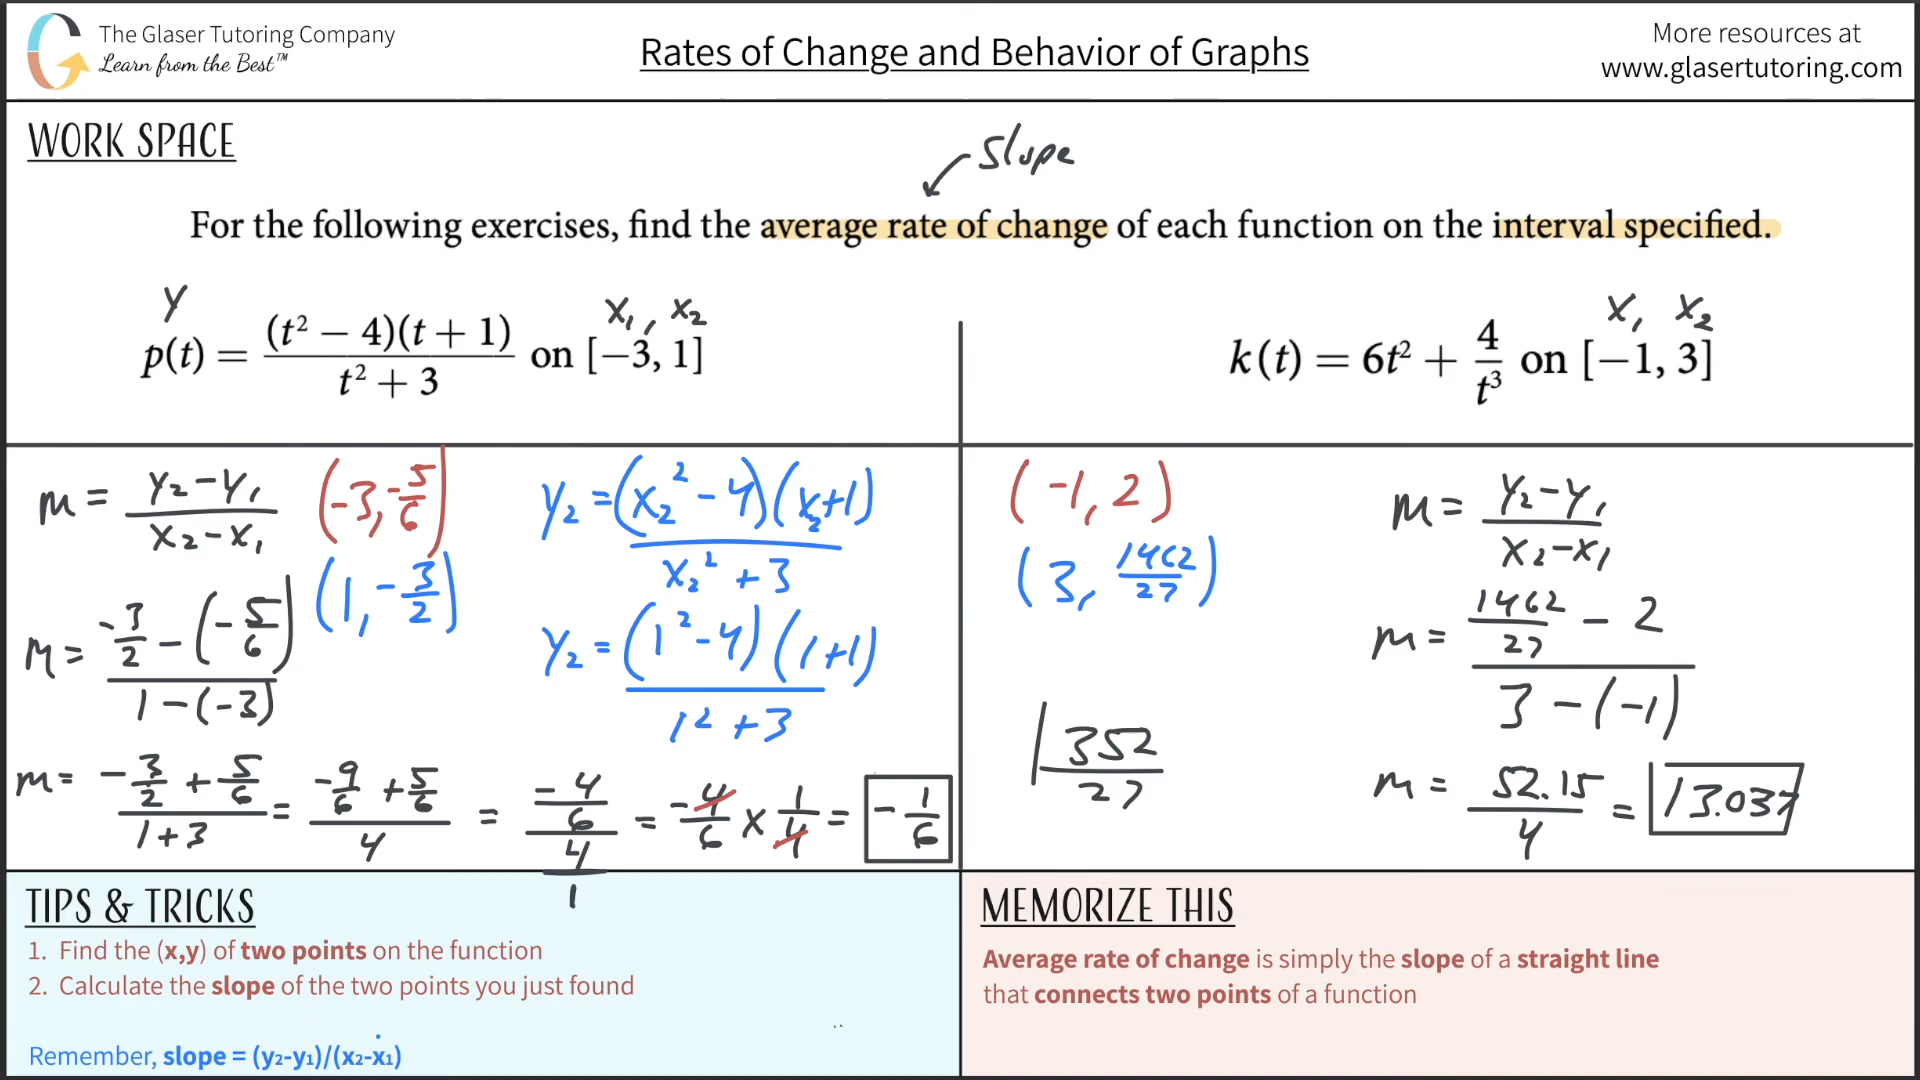 The Glaser Tutoring Company
Learn from the Best™
Rates of Change and Behavior of Graphs
More resources at
www.glasertutoring.com
WORK SPACE
slope
For the following exercises, find the average rate of change of each function on the interval specified.
y
x₁, x₂
p(t) = (t² − 4)(t + 1) / t² + 3 on [−3, 1]
x₁ x₂
k(t) = 6t² + 4/t³ on [−1, 3]
m = y₂-y₁ / x₂-x₁
(-3, -5/6)
(1, -3/2)
m = -3/2 - (-5/6) / 1-(-3)
m = -3/2 + 5/6 / 1+3 = -9/6 + 5/6 / 4 = -4/6 / 4/1 = -4/6 x 1/4 = -1/6
y₂ = (x₂² - 4)(x₂+1) / x₂² + 3
y₂ = (1² - 4)(1+1) / 1² + 3
(-1, 2)
(3, 1462/27)
352/27
m = y₂-y₁ / x₂-x₁
m = 1462/27 - 2 / 3-(-1)
m = 52.15 / 4 = 13.037
TIPS & TRICKS
1. Find the (x,y) of two points on the function
2. Calculate the slope of the two points you just found
Remember, slope = (y₂-y₁)/(x₂-x₁)
MEMORIZE THIS
Average rate of change is simply the slope of a straight line
that connects two points of a function